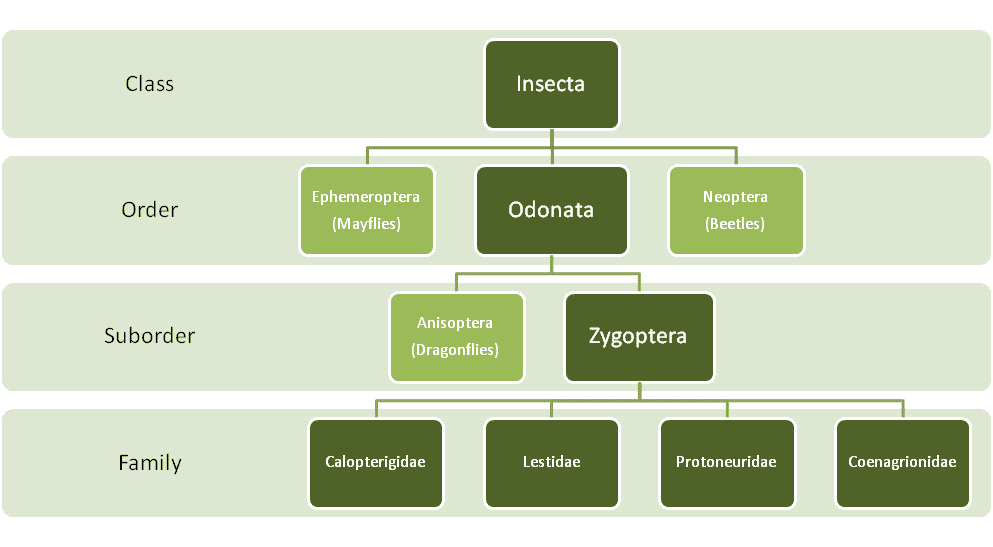 Class
Insecta
Order
Ephemeroptera
(Mayflies)
Odonata
Neoptera
(Beetles)
Suborder
Anisoptera
(Dragonflies)
Zygoptera
Family
Calopterigidae
Lestidae
Protoneuridae
Coenagrionidae